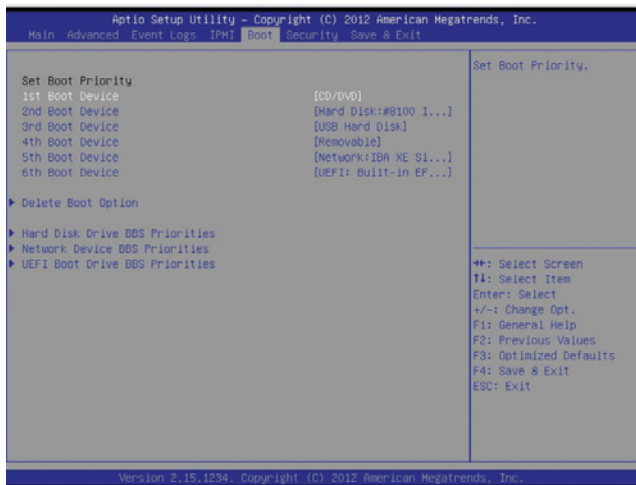 Aptio Setup Utility – Copyright (C) 2012 American Megatrends, Inc.
Main Advanced Event Logs IPMI Boot Security Save & Exit
Set Boot Priority
1st Boot Device [CD/DVD]
2nd Boot Device [Hard Disk:#8100 I...]
3rd Boot Device [USB Hard Disk]
4th Boot Device [Removable]
5th Boot Device [Network:IBA XE Sl...]
6th Boot Device [UEFI: Built-in EF...]
Delete Boot Option
Hard Disk Drive BBS Priorities
Network Device BBS Priorities
UEFI Boot Drive BBS Priorities
Set Boot Priority.
→←: Select Screen
↑↓: Select Item
Enter: Select
+/-: Change Opt.
F1: General Help
F2: Previous Values
F3: Optimized Defaults
F4: Save & Exit
ESC: Exit
Version 2.15.1234. Copyright (C) 2012 American Megatrends, Inc.